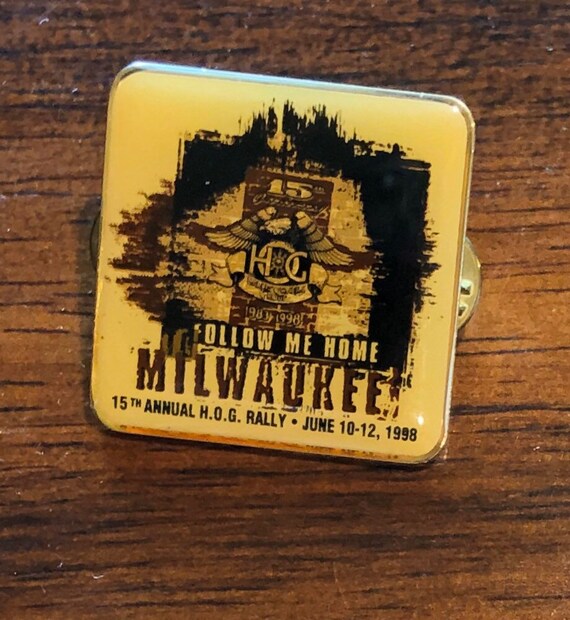 15
H.O.G
1983 1998
FOLLOW ME HOME
MILWAUKEE
15TH ANNUAL H.O.G. RALLY • JUNE 10-12, 1998